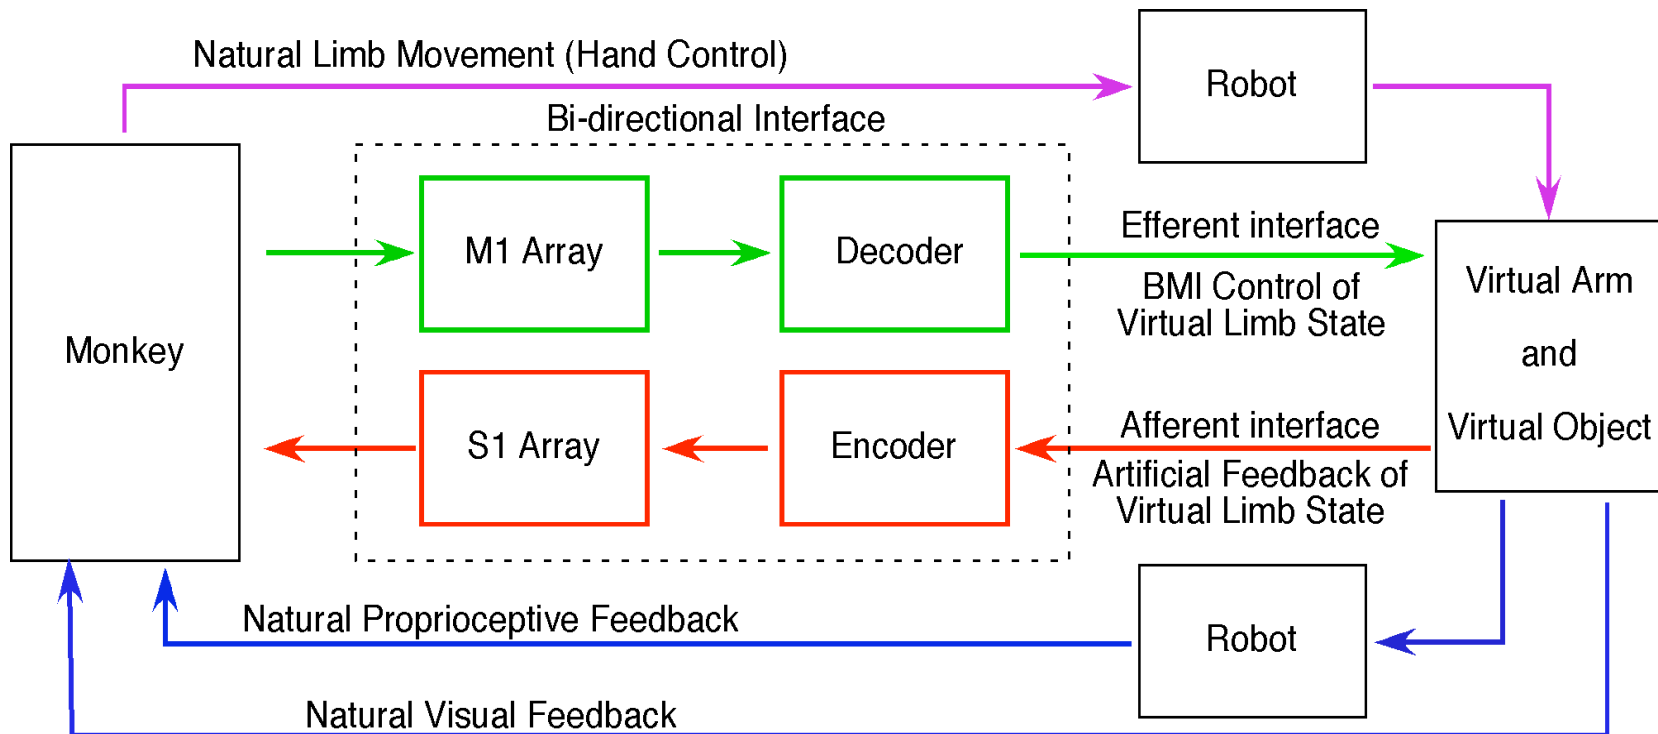 Natural Limb Movement (Hand Control)
Robot
Bi-directional Interface
Monkey
M1 Array
Decoder
Efferent interface
BMI Control of
Virtual Limb State
Virtual Arm
and
Virtual Object
S1 Array
Encoder
Afferent interface
Artificial Feedback of
Virtual Limb State
Natural Proprioceptive Feedback
Robot
Natural Visual Feedback